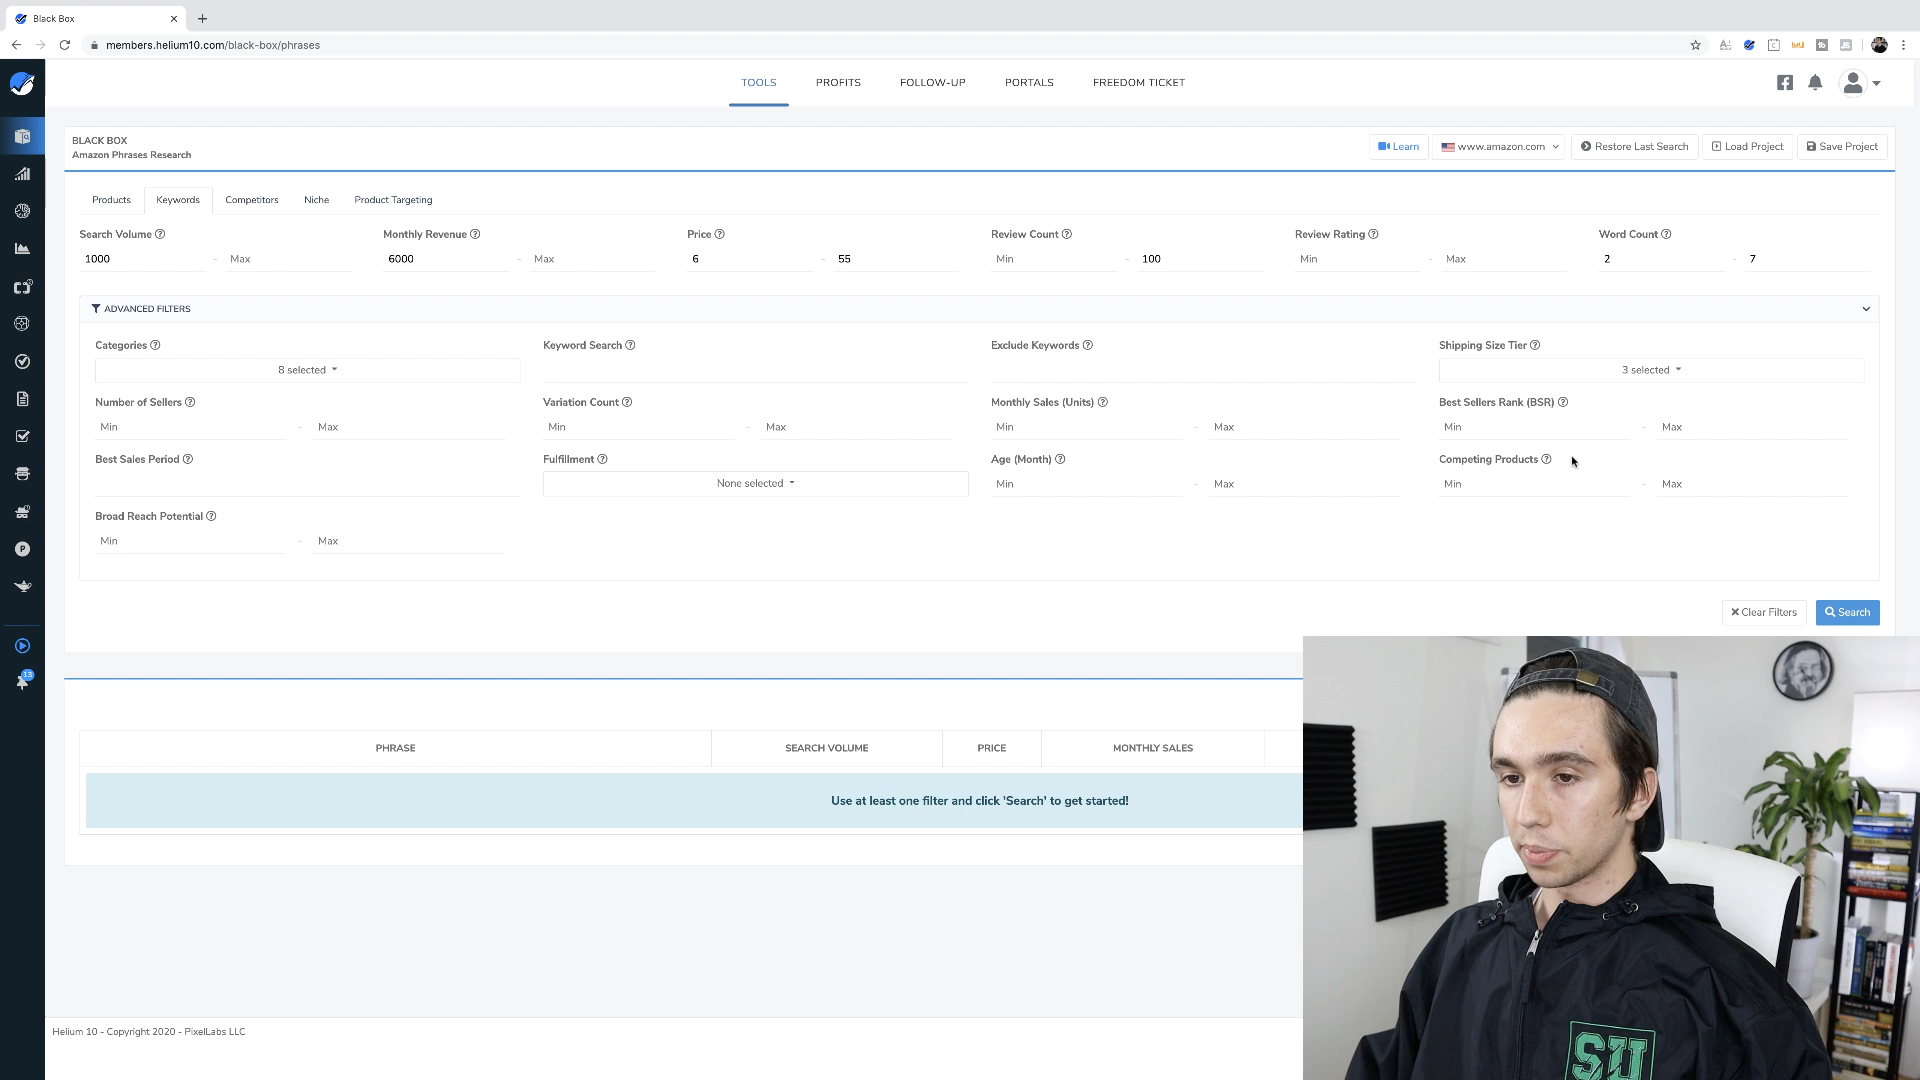 Black Box
members.helium10.com/black-box/phrases
TOOLS PROFITS FOLLOW-UP PORTALS FREEDOM TICKET
BLACK BOX
Amazon Phrases Research
Learn www.amazon.com Restore Last Search Load Project Save Project
Products Keywords Competitors Niche Product Targeting
Search Volume Monthly Revenue Price Review Count Review Rating Word Count
1000 - Max 6000 - Max 6 - 55 Min - 100 Min - Max 2 - 7
ADVANCED FILTERS
Categories Keyword Search Exclude Keywords Shipping Size Tier
8 selected 3 selected
Number of Sellers Variation Count Monthly Sales (Units) Best Sellers Rank (BSR)
Min - Max Min - Max Min - Max Min - Max
Best Sales Period Fulfillment Age (Month) Competing Products
None selected Min - Max Min - Max
Broad Reach Potential
Min - Max
Clear Filters Search
13
PHRASE SEARCH VOLUME PRICE MONTHLY SALES
Use at least one filter and click 'Search' to get started!
Helium 10 - Copyright 2020 - PixelLabs LLC
SU